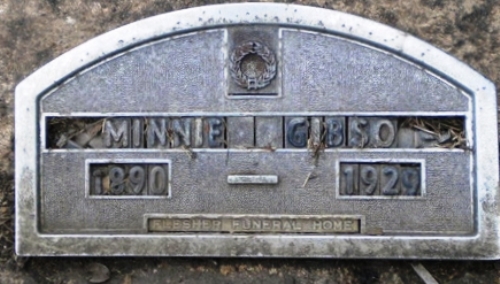 MINNIE I GIBSO
1890 1929
FUNERAL HOME